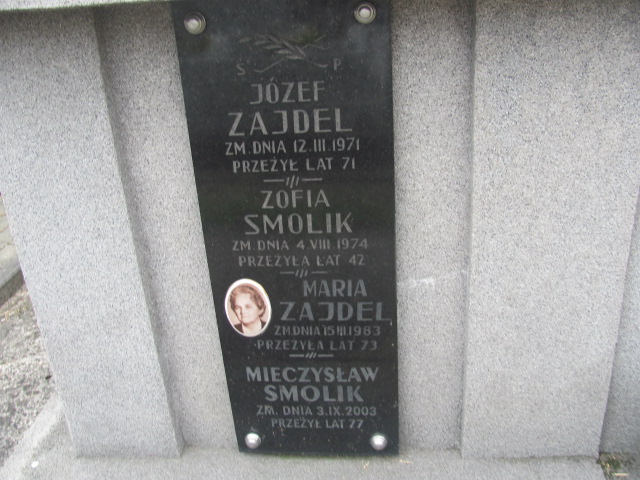 Ś P
JÓZEF
ZAJDEL
ZM. DNIA 12.III.1971
PRZEŻYŁ LAT 71
ZOFIA
SMOLIK
ZM. DNIA 4.VIII.1974
PRZEŻYŁA LAT 42
MARIA
ZAJDEL
ZM. DNIA 15.III.1983
PRZEŻYŁA LAT 73
MIECZYSŁAW
SMOLIK
ZM. DNIA 3.IX.2003
PRZEŻYŁ LAT 77